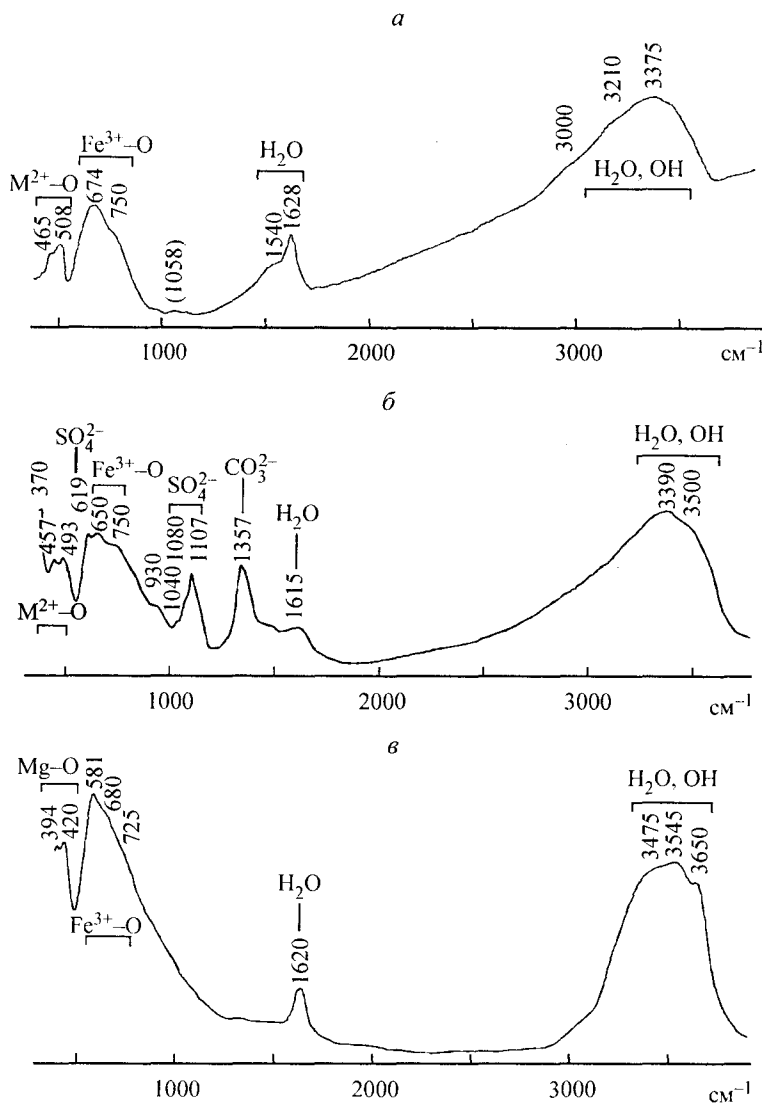 а
3000
3210
3375
Fe³⁺–O
H₂O
M²⁺–O
674
750
465
508
(1058)
1540
1628
H₂O, OH
1000
2000
3000
см⁻¹
б
SO₄²⁻
H₂O, OH
370
619
Fe³⁺–O
CO₃²⁻
SO₄²⁻
3390
3500
457
493
650
750
H₂O
930
1040
1080
1107
1357
1615
M²⁺–O
1000
2000
3000
см⁻¹
в
Mg–O
581
680
725
H₂O, OH
394
420
3475
3545
3650
H₂O
Fe³⁺–O
1620
1000
2000
3000
см⁻¹